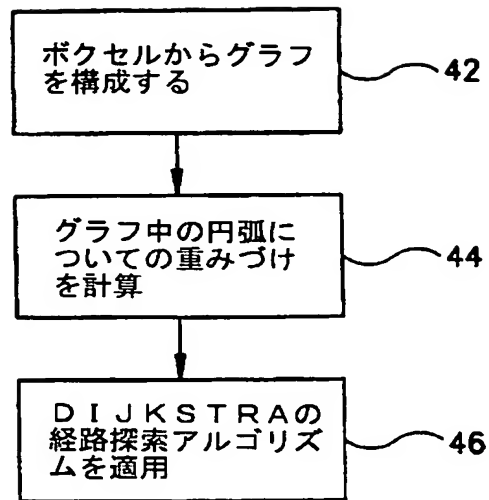 ボクセルからグラフ
を構成する
42
グラフ中の円弧に
ついての重みづけ
を計算
44
ＤＩＪＫＳＴＲＡの
経路探索アルゴリズ
ムを適用
46